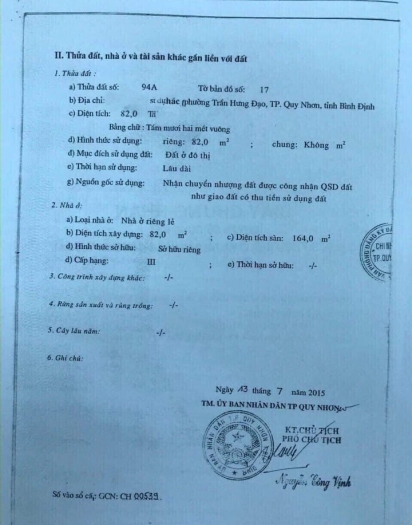 II. Thửa đất, nhà ở và tài sản khác gắn liền với đất
1. Thửa đất :
a) Thửa đất số: 94A Tờ bản đồ số: 17
b) Địa chỉ: phường Trần Hưng Đạo, TP. Quy Nhơn, tỉnh Bình Định
c) Diện tích: 82,0
Bằng chữ: Tám mươi hai mét vuông
d) Hình thức sử dụng: riêng: 82,0 m² ; chung: Không m²
đ) Mục đích sử dụng đất: Đất ở đô thị
e) Thời hạn sử dụng: Lâu dài
g) Nguồn gốc sử dụng: Nhận chuyển nhượng đất được công nhận QSD đất
như giao đất có thu tiền sử dụng đất
2. Nhà ở:
a) Loại nhà ở: Nhà ở riêng lẻ
b) Diện tích xây dựng: 82,0 m² ; c) Diện tích sàn: 164,0 m²
d) Hình thức sở hữu: Sở hữu riêng
đ) Cấp hạng: III ; e) Thời hạn sở hữu: -/-
3. Công trình xây dựng khác: -/-
4. Rừng sản xuất và rừng trồng: -/-
5. Cây lâu năm: -/-
6. Ghi chú:
Ngày 13 tháng 7 năm 2015
TM. ỦY BAN NHÂN DÂN TP QUY NHƠN
KT.CHỦ TỊCH
PHÓ CHỦ TỊCH
Nguyễn Công Vịnh
Số vào sổ cấp GCN: CH